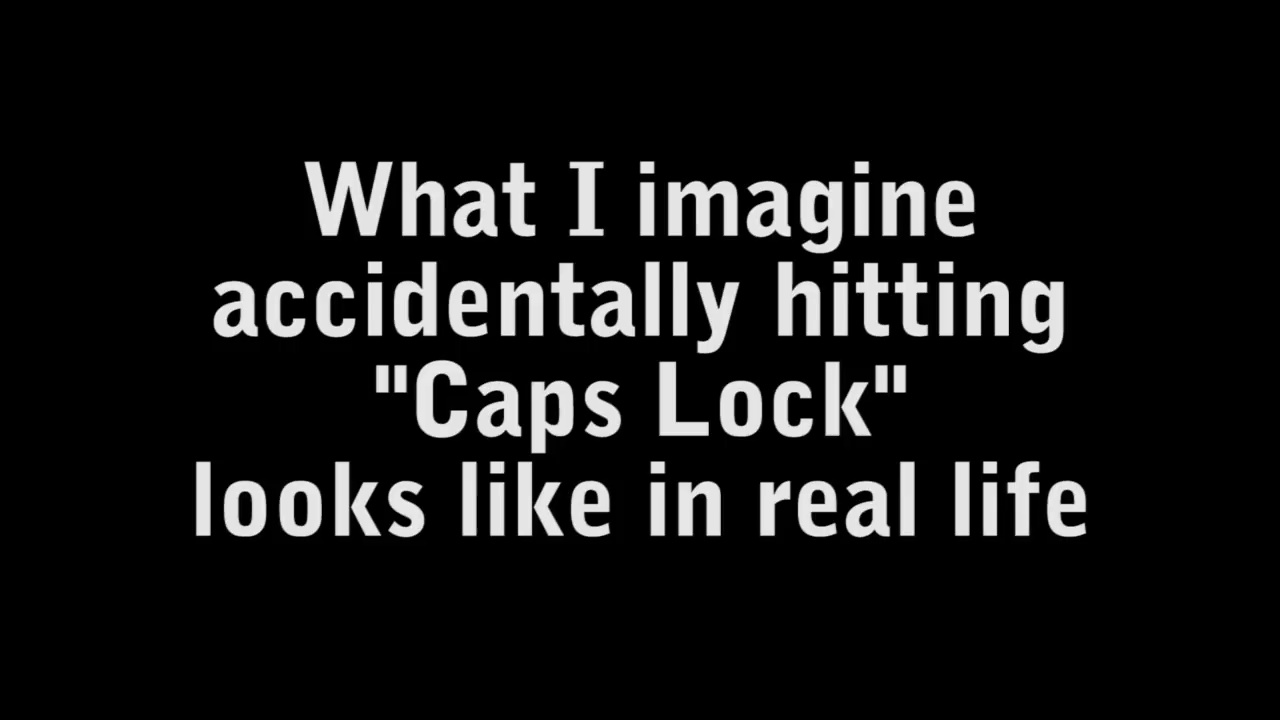 What I imagine
accidentally hitting
"Caps Lock"
looks like in real life